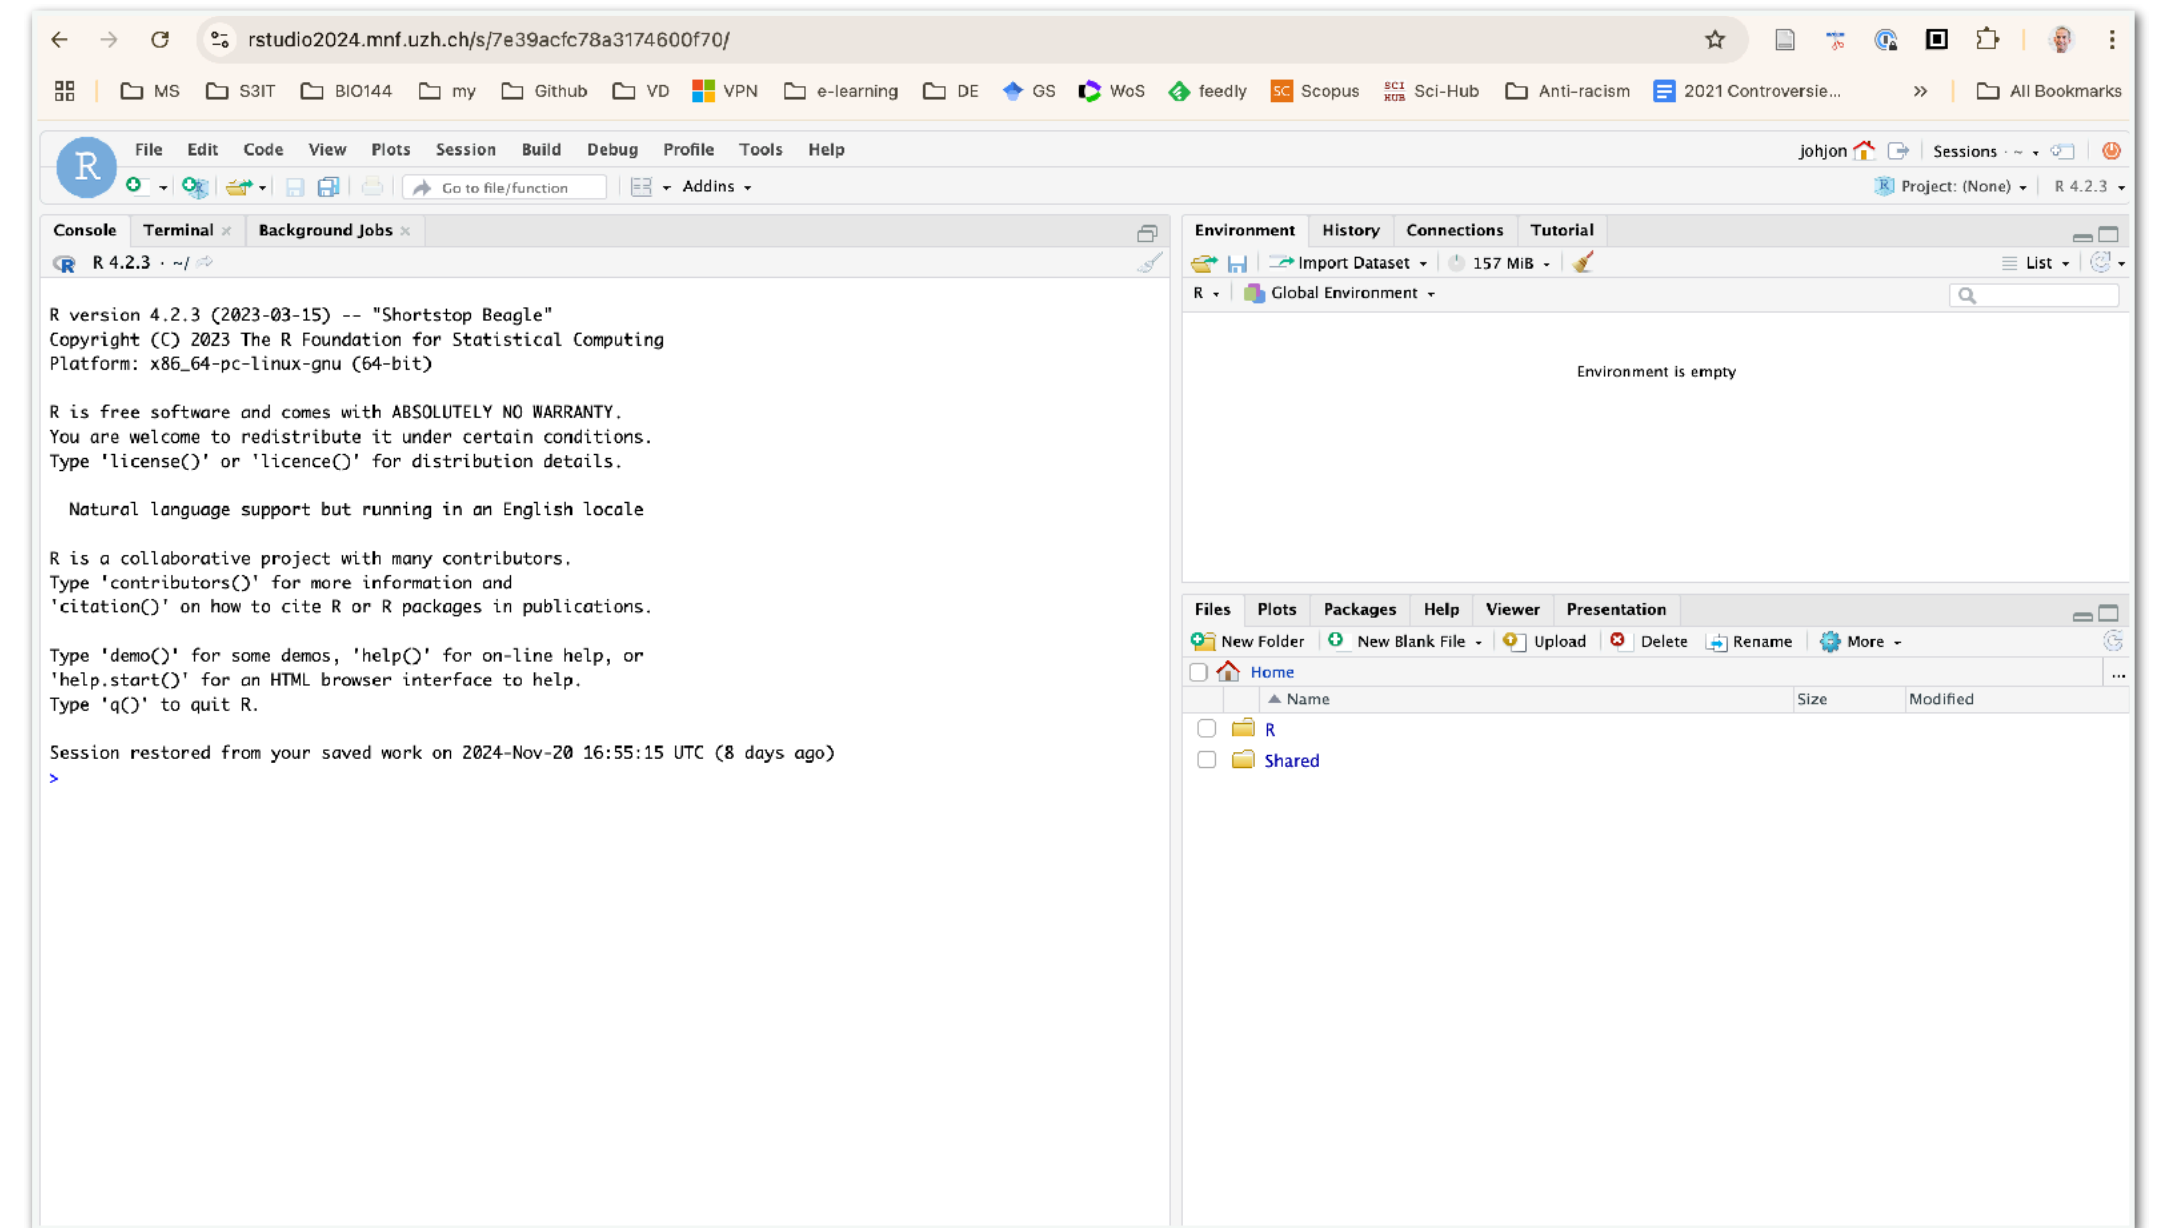 rstudio2024.mnf.uzh.ch/s/7e39acfc78a3174600f70/
MS S3IT BIO144 my Github VD VPN e-learning DE GS WoS feedly SC Scopus SCI HUB Sci-Hub Anti-racism 2021 Controversie... » All Bookmarks
R File Edit Code View Plots Session Build Debug Profile Tools Help johjon Sessions · ~
R Go to file/function Addins R Project: (None) R 4.2.3
Console Terminal Background Jobs
R R 4.2.3 · ~/
R version 4.2.3 (2023-03-15) -- "Shortstop Beagle"
Copyright (C) 2023 The R Foundation for Statistical Computing
Platform: x86_64-pc-linux-gnu (64-bit)
R is free software and comes with ABSOLUTELY NO WARRANTY.
You are welcome to redistribute it under certain conditions.
Type 'license()' or 'licence()' for distribution details.
Natural language support but running in an English locale
R is a collaborative project with many contributors.
Type 'contributors()' for more information and
'citation()' on how to cite R or R packages in publications.
Type 'demo()' for some demos, 'help()' for on-line help, or
'help.start()' for an HTML browser interface to help.
Type 'q()' to quit R.
Session restored from your saved work on 2024-Nov-20 16:55:15 UTC (8 days ago)
>
Environment History Connections Tutorial
Import Dataset 157 MiB List
R Global Environment
Environment is empty
Files Plots Packages Help Viewer Presentation
New Folder New Blank File Upload Delete Rename More
Home ...
Name Size Modified
R
Shared